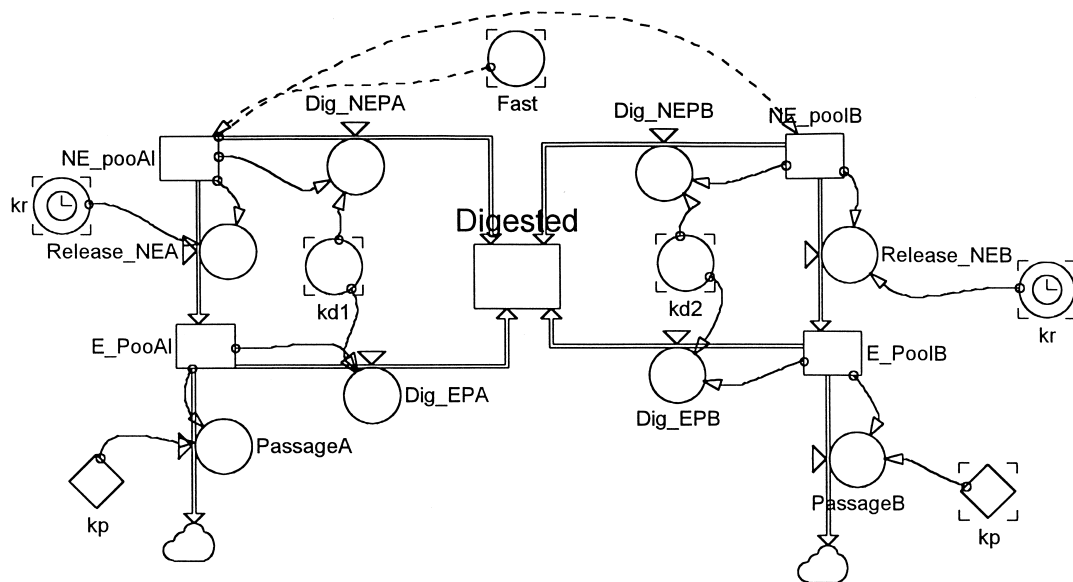 Fast
Dig_NEPA
Dig_NEPB
NE_poolB
NE_pooAl
kr
Digested
Release_NEA
Release_NEB
kd1
kd2
kr
E_PooAl
E_PoolB
Dig_EPA
Dig_EPB
PassageA
PassageB
kp
kp